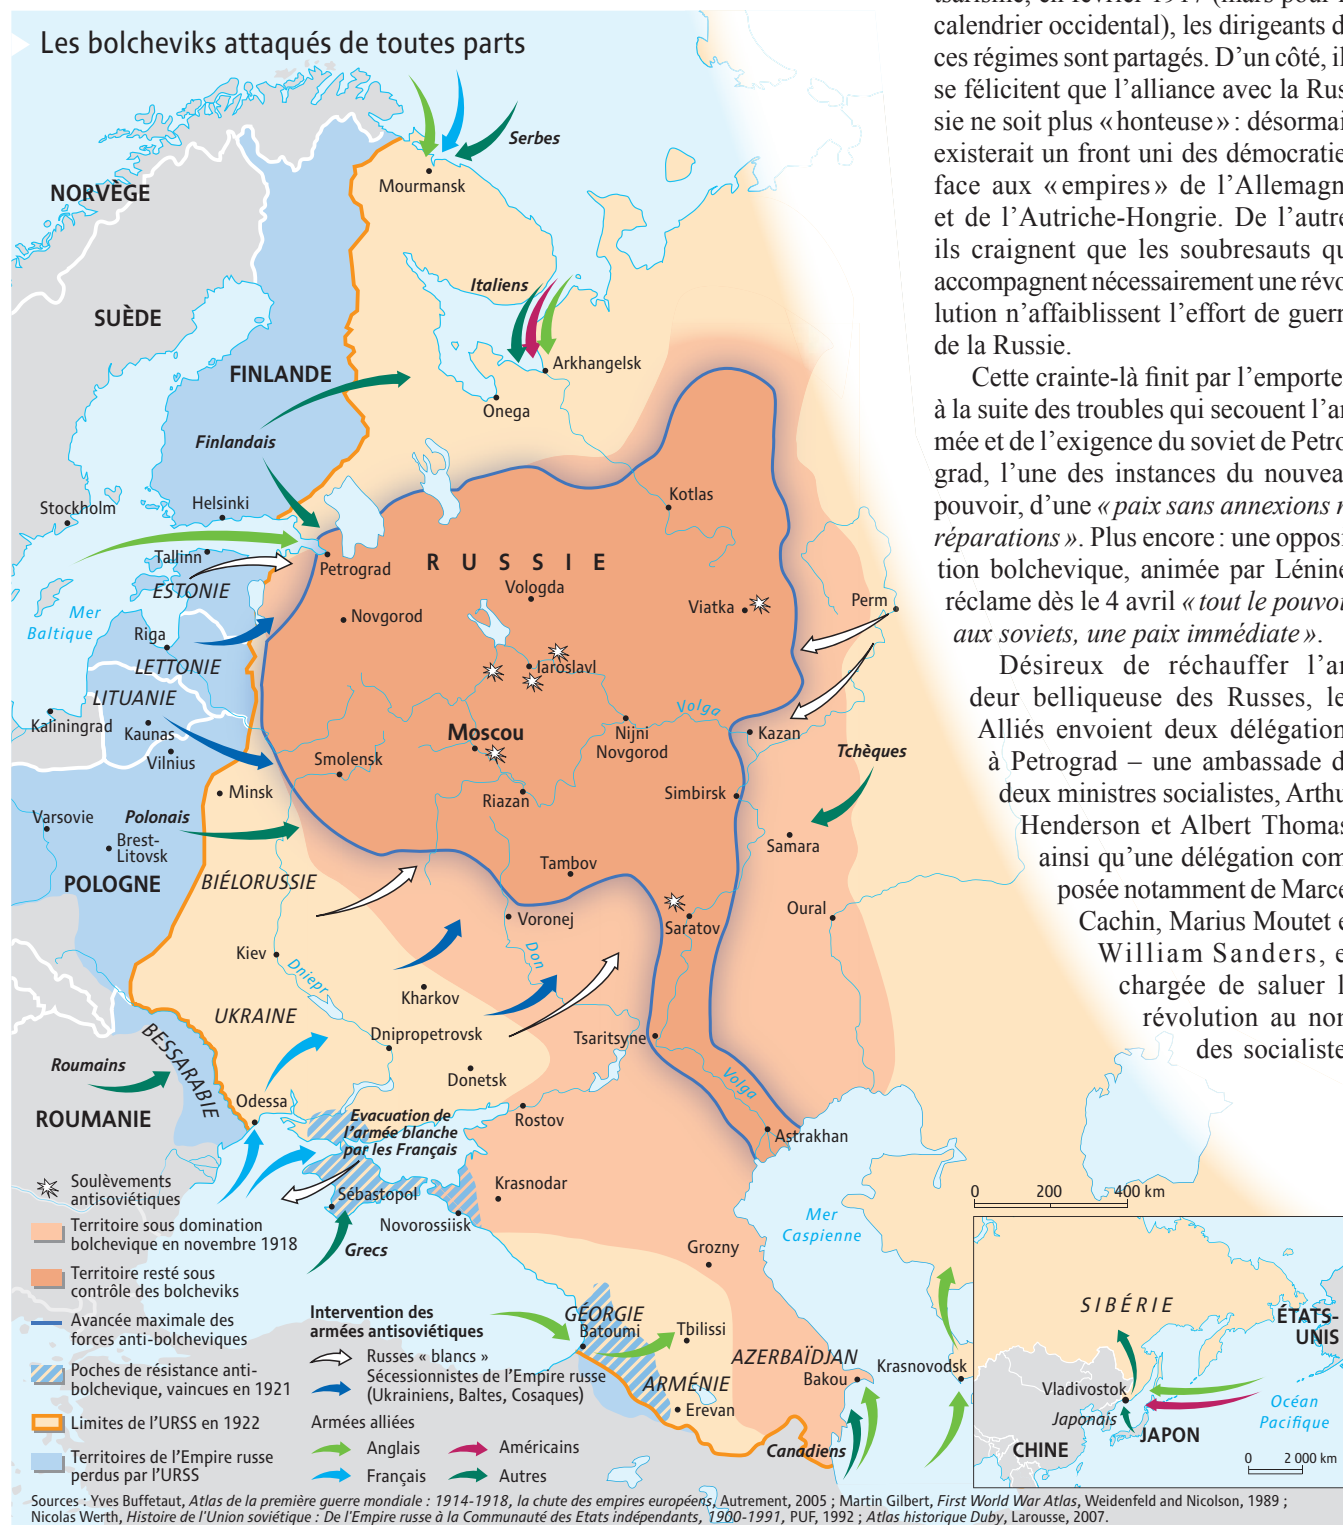 Les bolcheviks attaqués de toutes parts
NORVÈGE
SUÈDE
FINLANDE
Mourmansk
Serbes
Italiens
Arkhangelsk
Onega
Finlandais
Stockholm
Helsinki
Tallinn
ESTONIE
Petrograd
Mer
Baltique
Riga
LETTONIE
LITUANIE
Kaliningrad
Kaunas
Vilnius
RUSSIE
Kotlas
Vologda
Novgorod
Viatka
Perm
Iaroslavl
Moscou
Volga
Nijni
Novgorod
Kazan
Smolensk
Riazan
Simbirsk
Tchèques
Minsk
Varsovie
Polonais
Brest-
Litovsk
POLOGNE
BIÉLORUSSIE
Tambov
Samara
Voronej
Saratov
Oural
Kiev
Dniepr
Don
Kharkov
UKRAINE
Dnipropetrovsk
Tsaritsyne
Donetsk
Volga
BESSARABIE
Roumains
ROUMANIE
Odessa
Evacuation de
l'armée blanche
par les Français
Rostov
Astrakhan
Sébastopol
Krasnodar
Novorossiisk
Grecs
Mer
Caspienne
Grozny
GÉORGIE
Batoumi
Tbilissi
AZERBAÏDJAN
Bakou
ARMÉNIE
Erevan
Krasnovodsk
Canadiens
0 200 400 km
SIBÉRIE
ÉTATS-
UNIS
Vladivostok
Japonais
JAPON
CHINE
Océan
Pacifique
0 2 000 km
Soulèvements
antisoviétiques
Territoire sous domination
bolchevique en novembre 1918
Territoire resté sous
contrôle des bolcheviks
Avancée maximale des
forces anti-bolcheviques
Poches de résistance anti-
bolchevique, vaincues en 1921
Limites de l'URSS en 1922
Territoires de l'Empire russe
perdus par l'URSS
Intervention des
armées antisoviétiques
Russes « blancs »
Sécessionnistes de l'Empire russe
(Ukrainiens, Baltes, Cosaques)
Armées alliées
Anglais
Américains
Français
Autres
Sources : Yves Buffetaut, Atlas de la première guerre mondiale : 1914-1918, la chute des empires européens, Autrement, 2005 ; Martin Gilbert, First World War Atlas, Weidenfeld and Nicolson, 1989 ;
Nicolas Werth, Histoire de l'Union soviétique : De l'Empire russe à la Communauté des Etats indépendants, 1900-1991, PUF, 1992 ; Atlas historique Duby, Larousse, 2007.
tsarisme, en février 1917 (mars pour
calendrier occidental), les dirigeants d
ces régimes sont partagés. D'un côté, il
se félicitent que l'alliance avec la Rus
sie ne soit plus « honteuse » : désormai
existerait un front uni des démocratie
face aux « empires » de l'Allemagn
et de l'Autriche-Hongrie. De l'autre
ils craignent que les soubresauts qu
accompagnent nécessairement une révo
lution n'affaiblissent l'effort de guerr
de la Russie.
Cette crainte-là finit par l'emporte
à la suite des troubles qui secouent l'ar
mée et de l'exigence du soviet de Petro
grad, l'une des instances du nouvea
pouvoir, d'une « paix sans annexions n
réparations ». Plus encore : une opposi
tion bolchevique, animée par Lénine
réclame dès le 4 avril « tout le pouvoi
aux soviets, une paix immédiate ».
Désireux de réchauffer l'ar
deur belliqueuse des Russes, le
Alliés envoient deux délégation
à Petrograd – une ambassade d
deux ministres socialistes, Arthu
Henderson et Albert Thomas
ainsi qu'une délégation com
posée notamment de Marce
Cachin, Marius Moutet e
William Sanders, e
chargée de saluer l
révolution au non
des socialiste